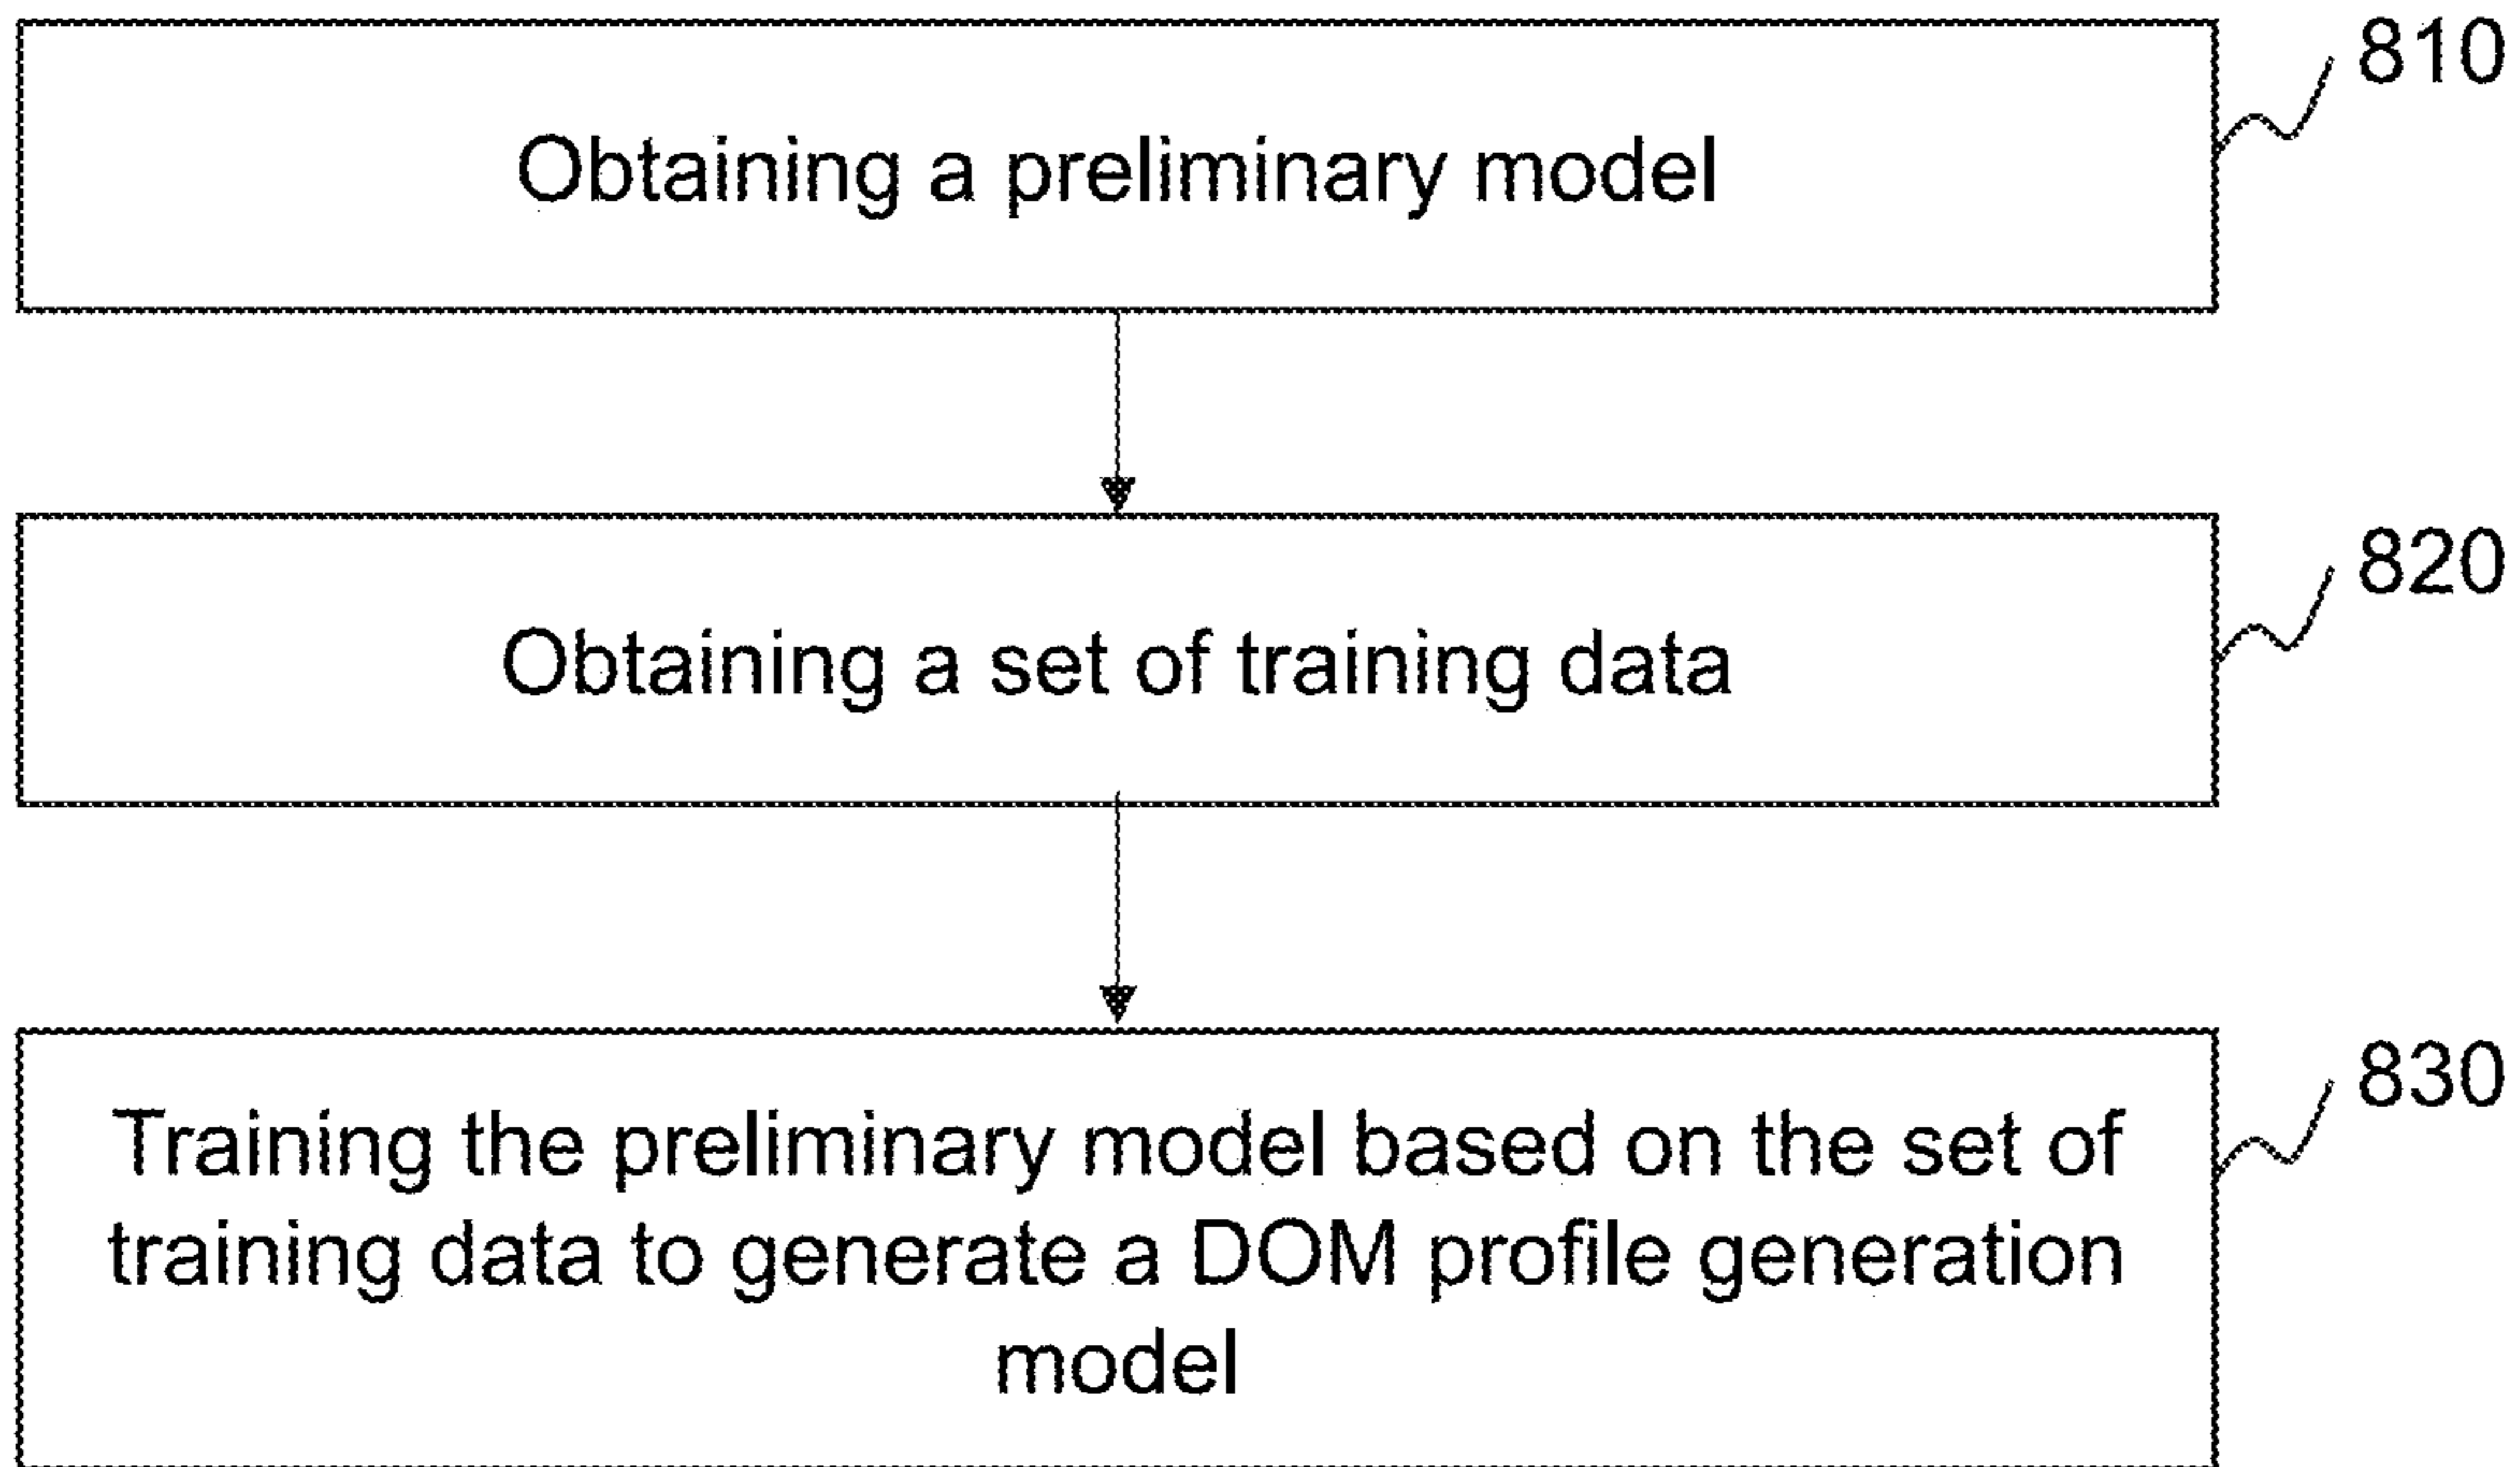 810
Obtaining a preliminary model
820
Obtaining a set of training data
830
Training the preliminary model based on the set of
training data to generate a DOM profile generation
model